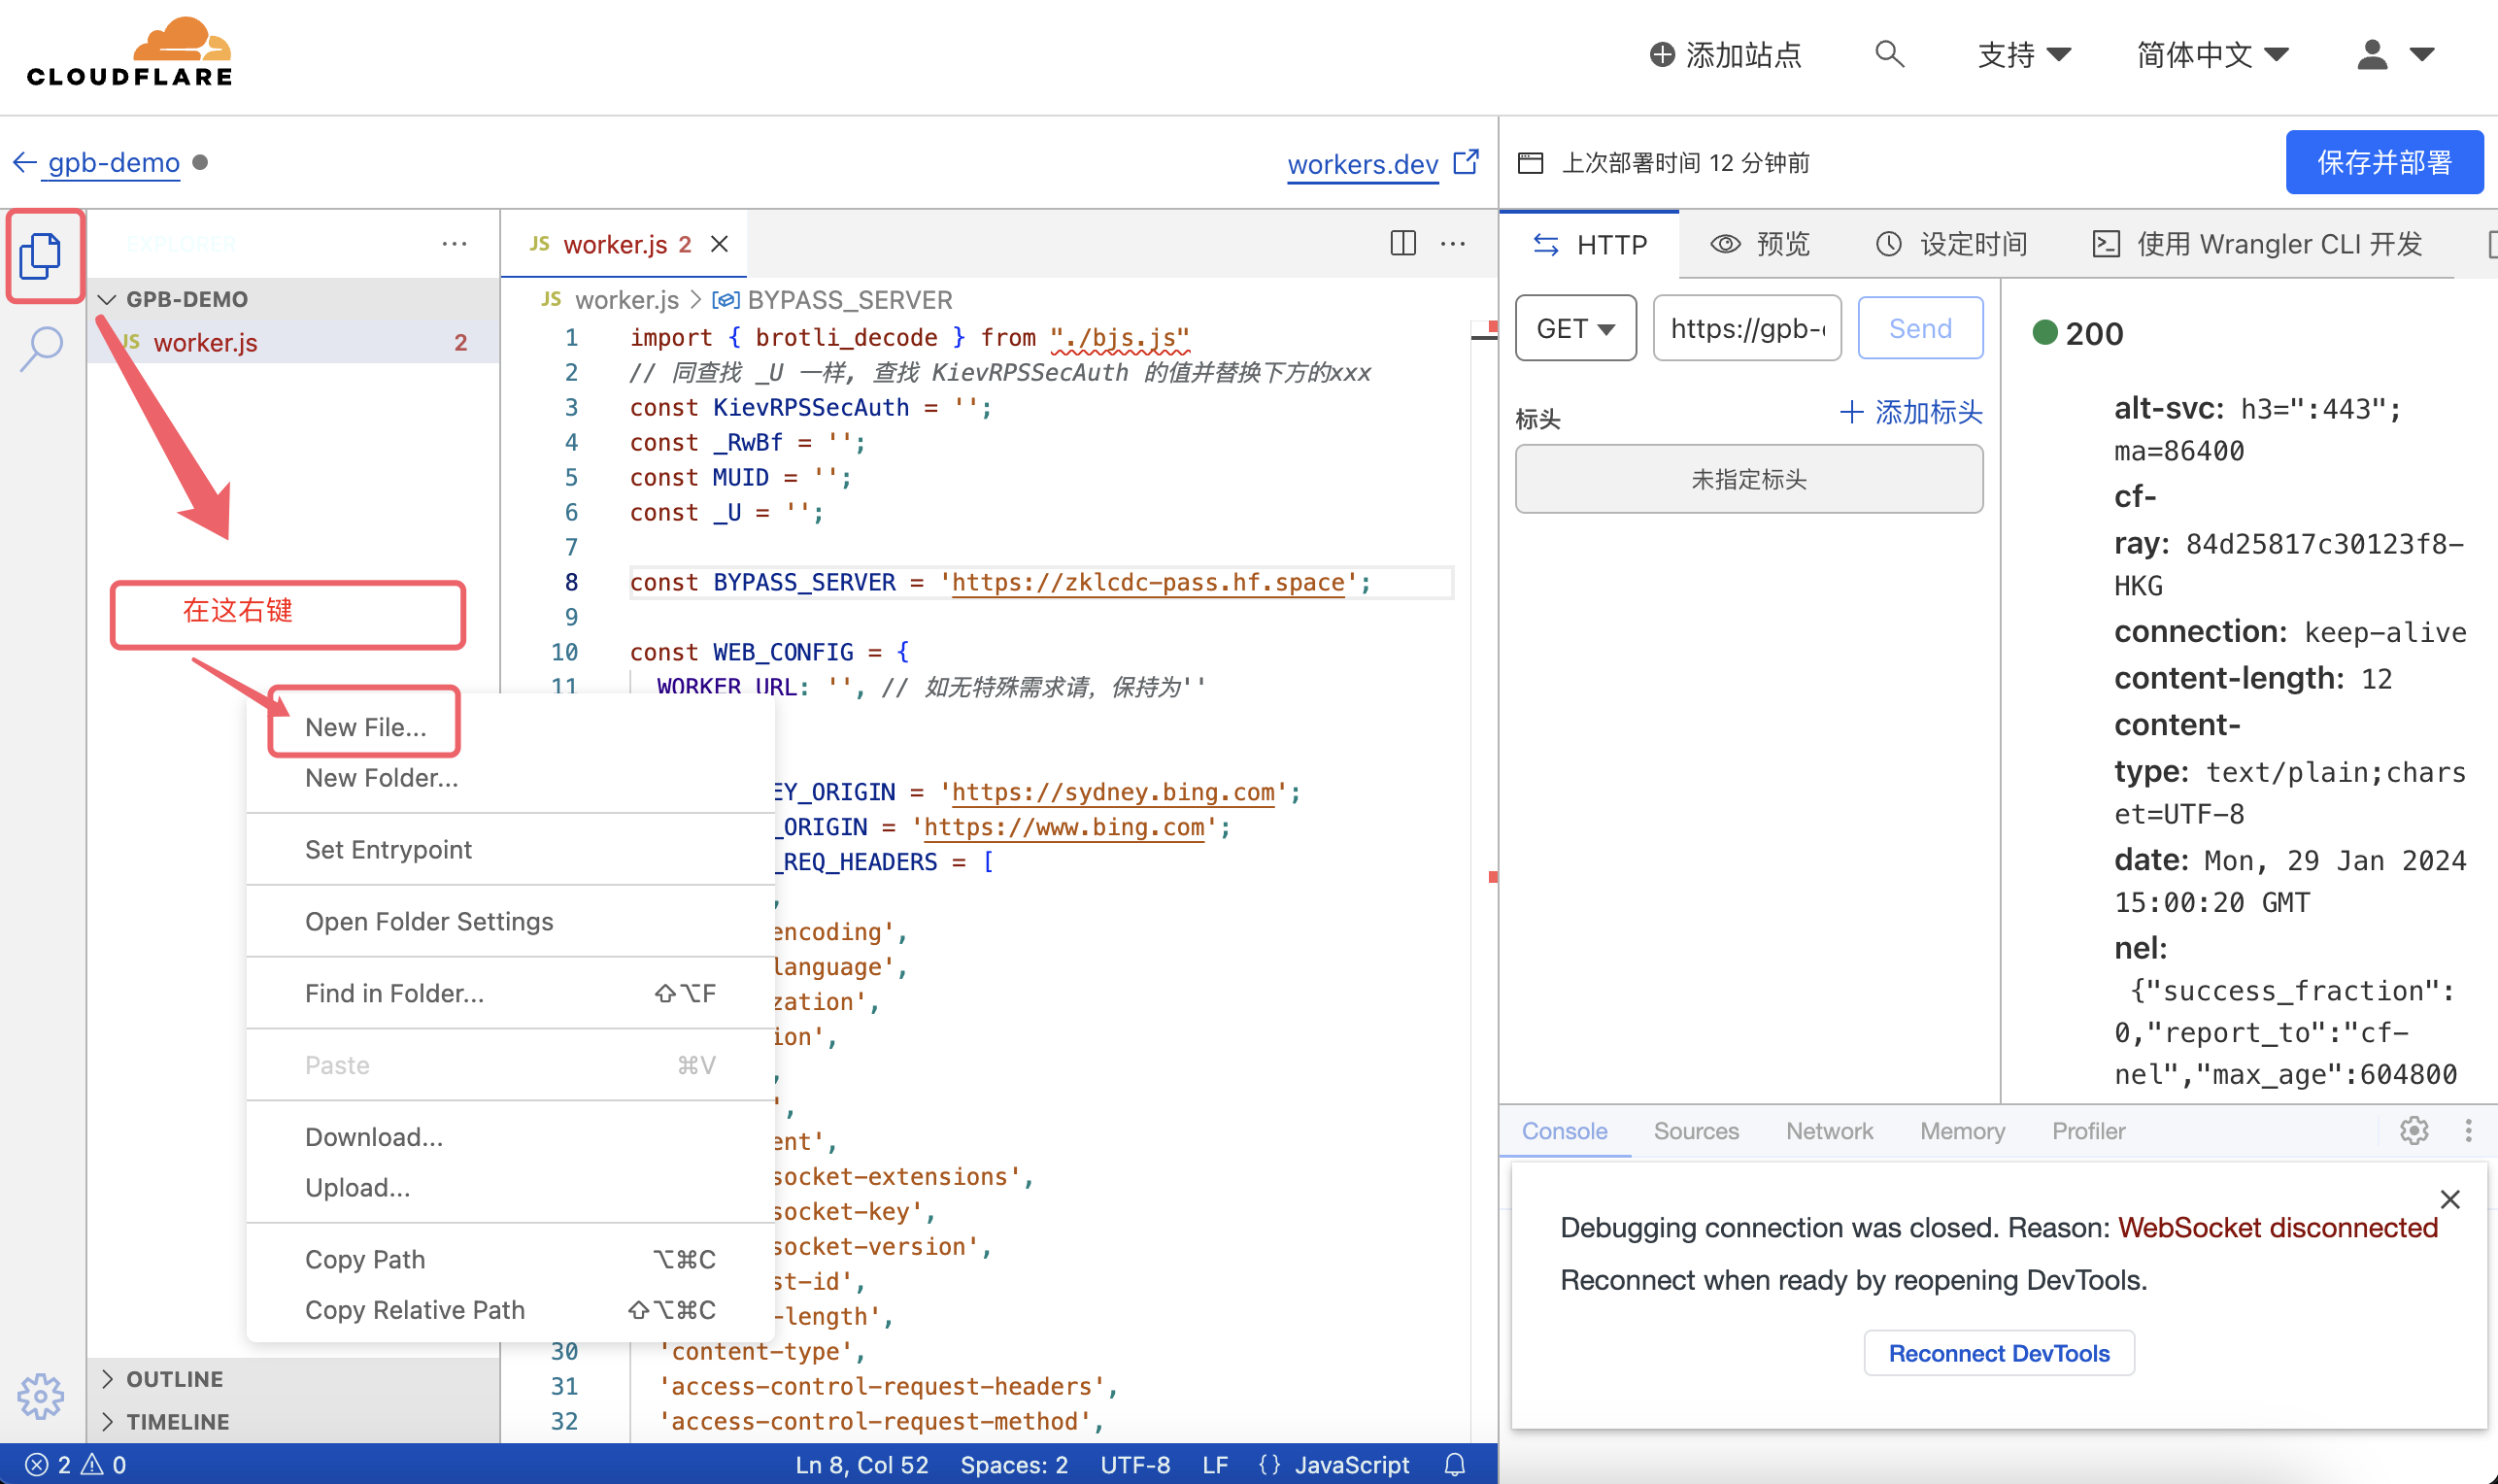 CLOUDFLARE
添加站点
支持
简体中文
gpb-demo
workers.dev
上次部署时间 12 分钟前
保存并部署
EXPLORER
GPB-DEMO
JS worker.js 2
JS worker.js 2
JS worker.js > BYPASS_SERVER
1 import { brotli_decode } from "./bjs.js"
2 // 同查找 _U 一样, 查找 KievRPSSecAuth 的值并替换下方的xxx
3 const KievRPSSecAuth = '';
4 const _RwBf = '';
5 const MUID = '';
6 const _U = '';
7
8 const BYPASS_SERVER = 'https://zklcdc-pass.hf.space';
9
10 const WEB_CONFIG = {
11 WORKER_URL: '', // 如无特殊需求请，保持为''
EY_ORIGIN = 'https://sydney.bing.com';
_ORIGIN = 'https://www.bing.com';
_REQ_HEADERS = [
,
encoding',
language',
zation',
ion',
,
',
ent',
socket-extensions',
socket-key',
socket-version',
st-id',
-length',
30 'content-type',
31 'access-control-request-headers',
32 'access-control-request-method',
在这右键
New File...
New Folder...
Set Entrypoint
Open Folder Settings
Find in Folder... ⇧⌥F
Paste ⌘V
Download...
Upload...
Copy Path ⌥⌘C
Copy Relative Path ⇧⌥⌘C
OUTLINE
TIMELINE
2 0
Ln 8, Col 52 Spaces: 2 UTF-8 LF {} JavaScript
HTTP 预览 设定时间 使用 Wrangler CLI 开发
GET https://gpb- Send
标头 + 添加标头
未指定标头
200
alt-svc: h3=":443";
ma=86400
cf-
ray: 84d25817c30123f8-
HKG
connection: keep-alive
content-length: 12
content-
type: text/plain;chars
et=UTF-8
date: Mon, 29 Jan 2024
15:00:20 GMT
nel:
{"success_fraction":
0,"report_to":"cf-
nel","max_age":604800
Console Sources Network Memory Profiler
Debugging connection was closed. Reason: WebSocket disconnected
Reconnect when ready by reopening DevTools.
Reconnect DevTools